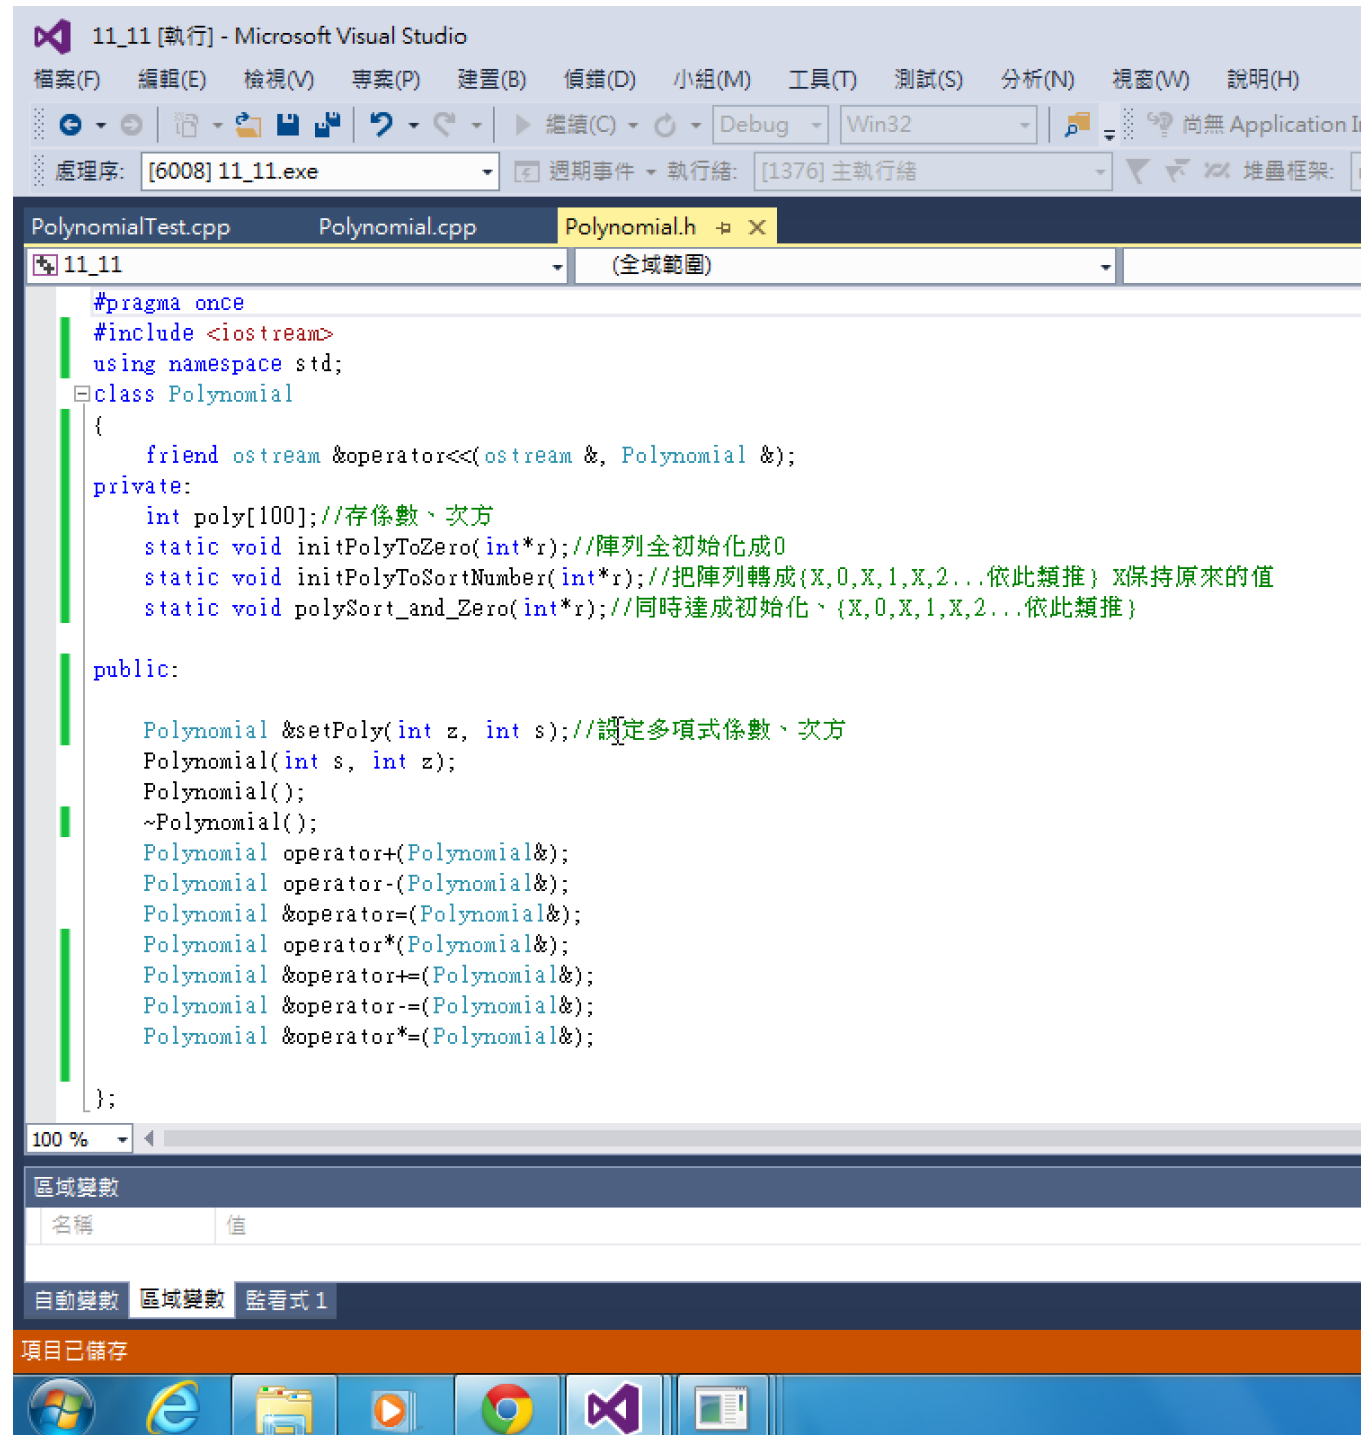 11_11 [執行] - Microsoft Visual Studio
檔案(F) 編輯(E) 檢視(V) 專案(P) 建置(B) 偵錯(D) 小組(M) 工具(T) 測試(S) 分析(N) 視窗(W) 說明(H)
繼續(C) Debug Win32 尚無 Application
處理序: [6008] 11_11.exe 週期事件 執行緒: [1376] 主執行緒 堆疊框架:
PolynomialTest.cpp Polynomial.cpp Polynomial.h
11_11 (全域範圍)
#pragma once
#include <iostream>
using namespace std;
class Polynomial
{
friend ostream &operator<<(ostream &, Polynomial &);
private:
int poly[100];//存係數、次方
static void initPolyToZero(int*r);//陣列全初始化成0
static void initPolyToSortNumber(int*r);//把陣列轉成{X,0,X,1,X,2...依此類推} X保持原來的值
static void polySort_and_Zero(int*r);//同時達成初始化、{X,0,X,1,X,2...依此類推}
public:
Polynomial &setPoly(int z, int s);//設定多項式係數、次方
Polynomial(int s, int z);
Polynomial();
~Polynomial();
Polynomial operator+(Polynomial&);
Polynomial operator-(Polynomial&);
Polynomial &operator=(Polynomial&);
Polynomial operator*(Polynomial&);
Polynomial &operator+=(Polynomial&);
Polynomial &operator-=(Polynomial&);
Polynomial &operator*=(Polynomial&);
};
100 %
區域變數
名稱 值
自動變數 區域變數 監看式 1
項目已儲存